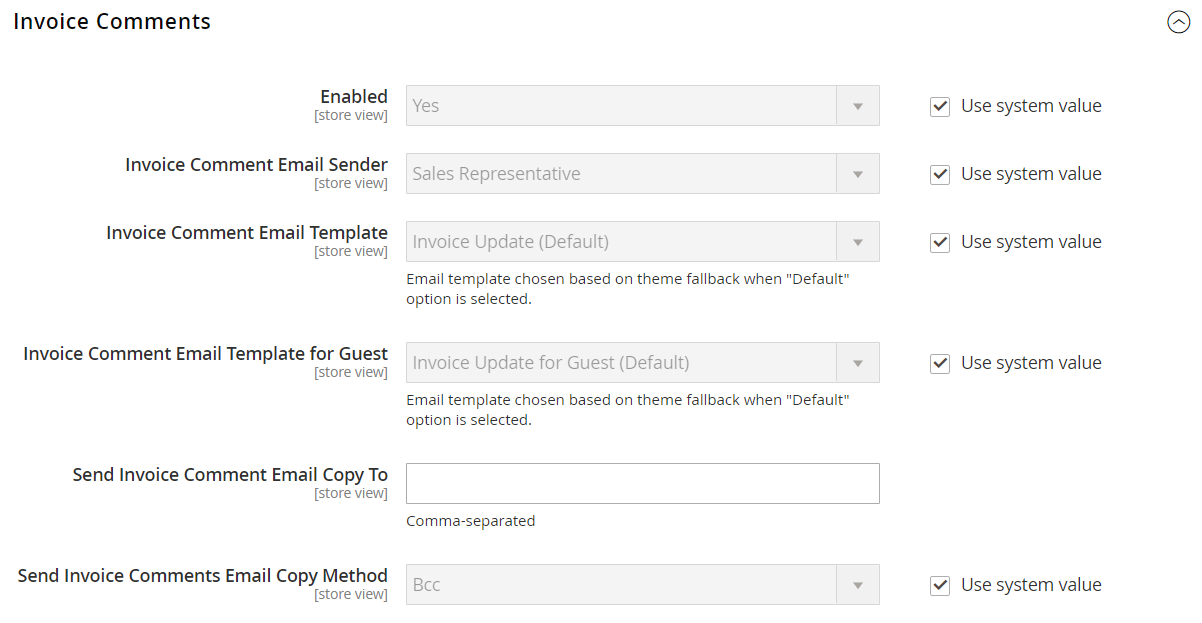 Invoice Comments
Enabled
[store view]
Yes
Use system value
Invoice Comment Email Sender
[store view]
Sales Representative
Use system value
Invoice Comment Email Template
[store view]
Invoice Update (Default)
Use system value
Email template chosen based on theme fallback when "Default"
option is selected.
Invoice Comment Email Template for Guest
[store view]
Invoice Update for Guest (Default)
Use system value
Email template chosen based on theme fallback when "Default"
option is selected.
Send Invoice Comment Email Copy To
[store view]
Comma-separated
Send Invoice Comments Email Copy Method
[store view]
Bcc
Use system value